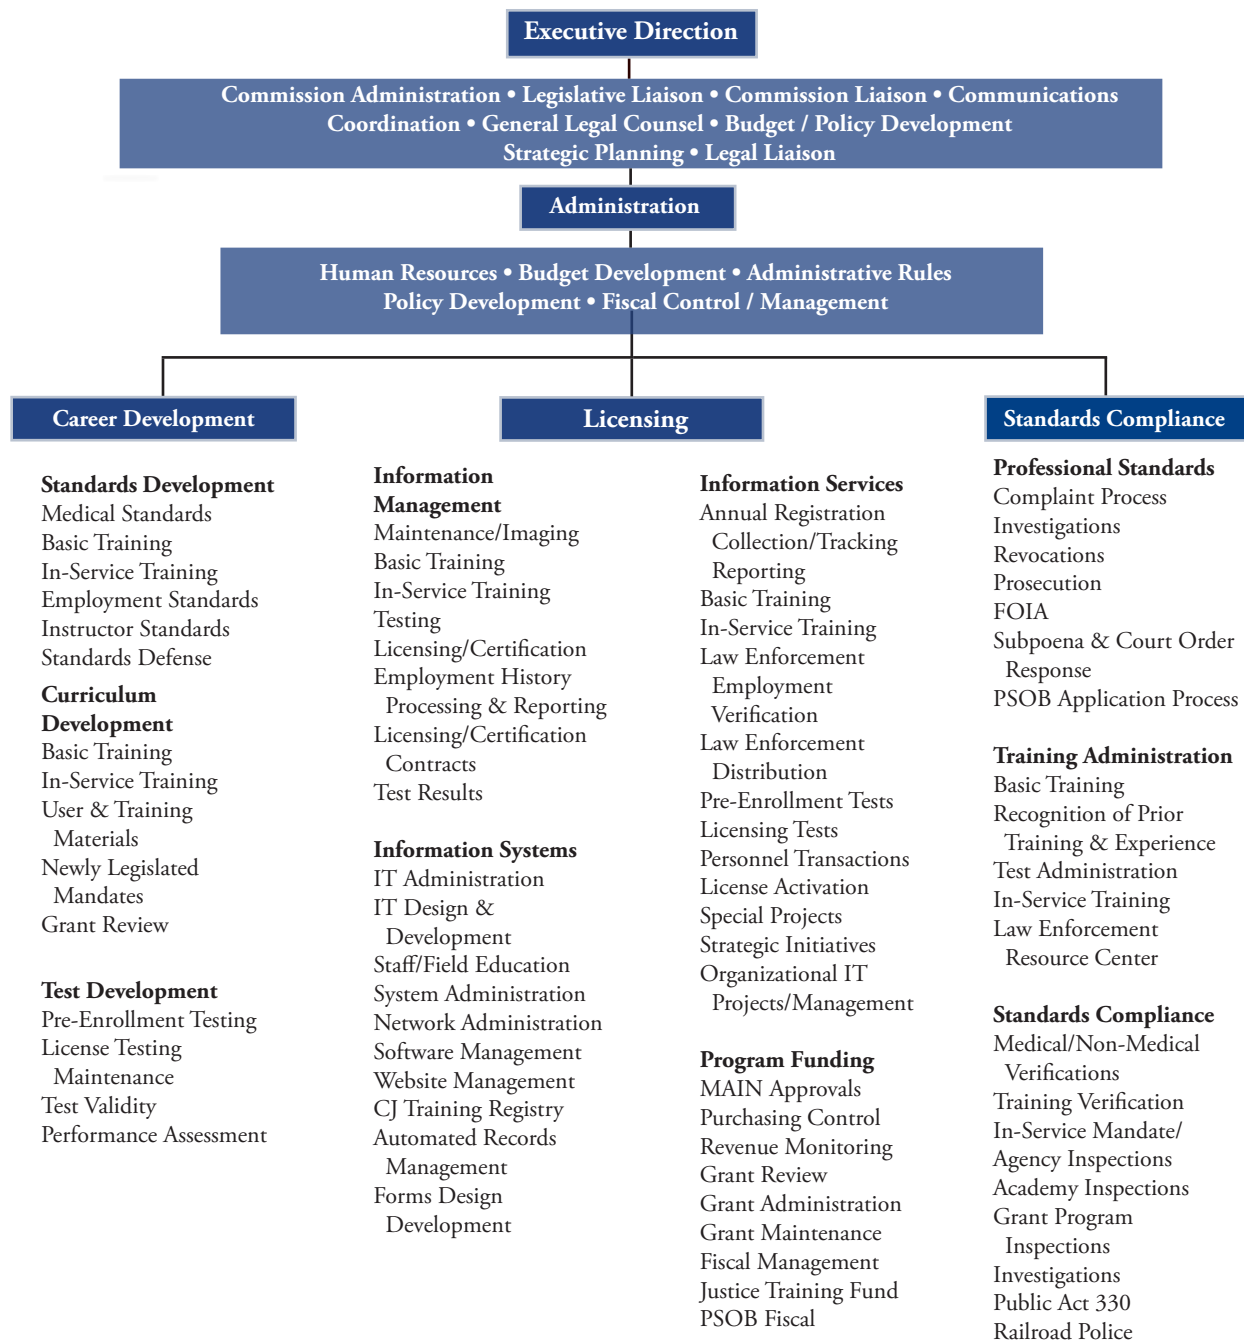 Executive Direction
Commission Administration • Legislative Liaison • Commission Liaison • Communications
Coordination • General Legal Counsel • Budget / Policy Development
Strategic Planning • Legal Liaison
Administration
Human Resources • Budget Development • Administrative Rules
Policy Development • Fiscal Control / Management
Career Development
Standards Development
Medical Standards
Basic Training
In-Service Training
Employment Standards
Instructor Standards
Standards Defense
Curriculum
Development
Basic Training
In-Service Training
User & Training
Materials
Newly Legislated
Mandates
Grant Review
Test Development
Pre-Enrollment Testing
License Testing
Maintenance
Test Validity
Performance Assessment
Licensing
Information
Management
Maintenance/Imaging
Basic Training
In-Service Training
Testing
Licensing/Certification
Employment History
Processing & Reporting
Licensing/Certification
Contracts
Test Results
Information Systems
IT Administration
IT Design &
Development
Staff/Field Education
System Administration
Network Administration
Software Management
Website Management
CJ Training Registry
Automated Records
Management
Forms Design
Development
Information Services
Annual Registration
Collection/Tracking
Reporting
Basic Training
In-Service Training
Law Enforcement
Employment
Verification
Law Enforcement
Distribution
Pre-Enrollment Tests
Licensing Tests
Personnel Transactions
License Activation
Special Projects
Strategic Initiatives
Organizational IT
Projects/Management
Program Funding
MAIN Approvals
Purchasing Control
Revenue Monitoring
Grant Review
Grant Administration
Grant Maintenance
Fiscal Management
Justice Training Fund
PSOB Fiscal
Standards Compliance
Professional Standards
Complaint Process
Investigations
Revocations
Prosecution
FOIA
Subpoena & Court Order
Response
PSOB Application Process
Training Administration
Basic Training
Recognition of Prior
Training & Experience
Test Administration
In-Service Training
Law Enforcement
Resource Center
Standards Compliance
Medical/Non-Medical
Verifications
Training Verification
In-Service Mandate/
Agency Inspections
Academy Inspections
Grant Program
Inspections
Investigations
Public Act 330
Railroad Police